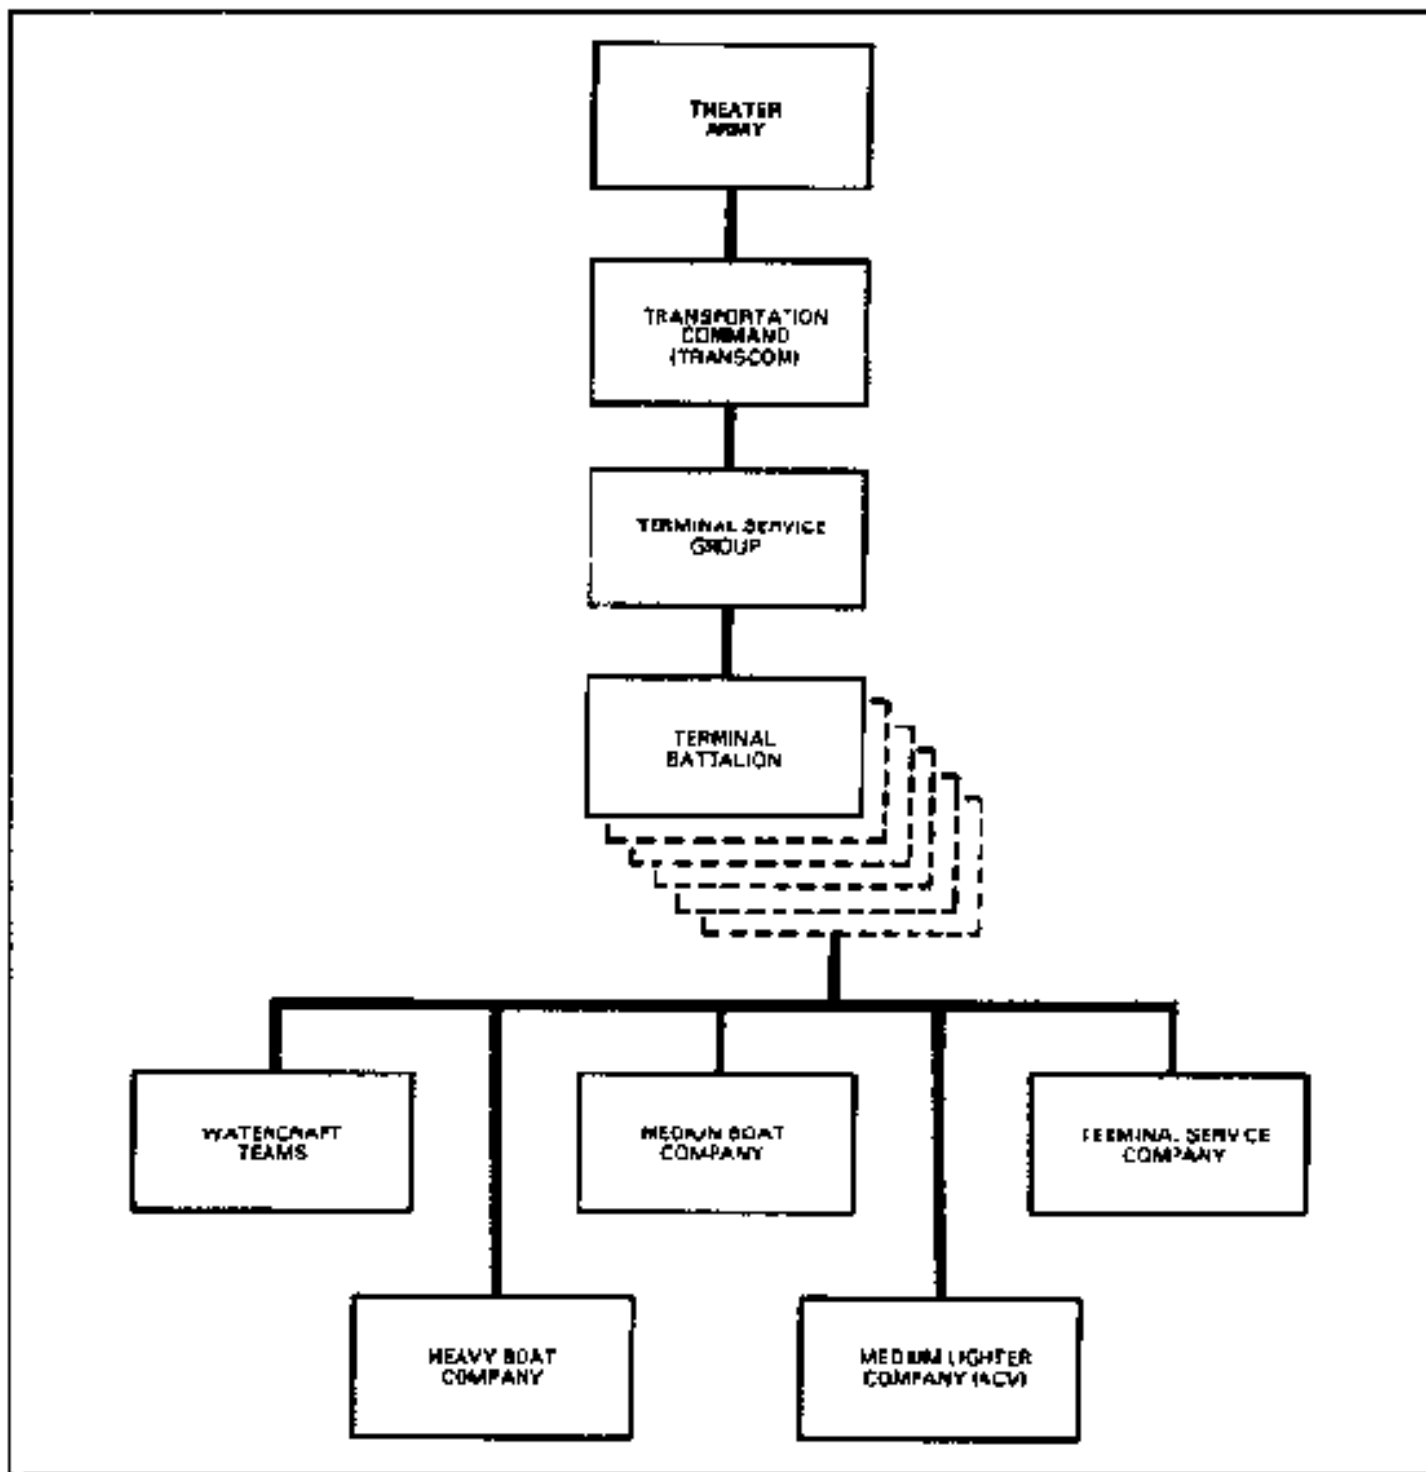 THEATER
ARMY
TRANSPORTATION
COMMAND
(TRANSCOM)
TERMINAL SERVICE
GROUP
TERMINAL
BATTALION
WATERCRAFT
TEAMS
MEDIUM BOAT
COMPANY
TERMINAL SERVICE
COMPANY
HEAVY BOAT
COMPANY
MEDIUM LIGHTER
COMPANY (ACV)